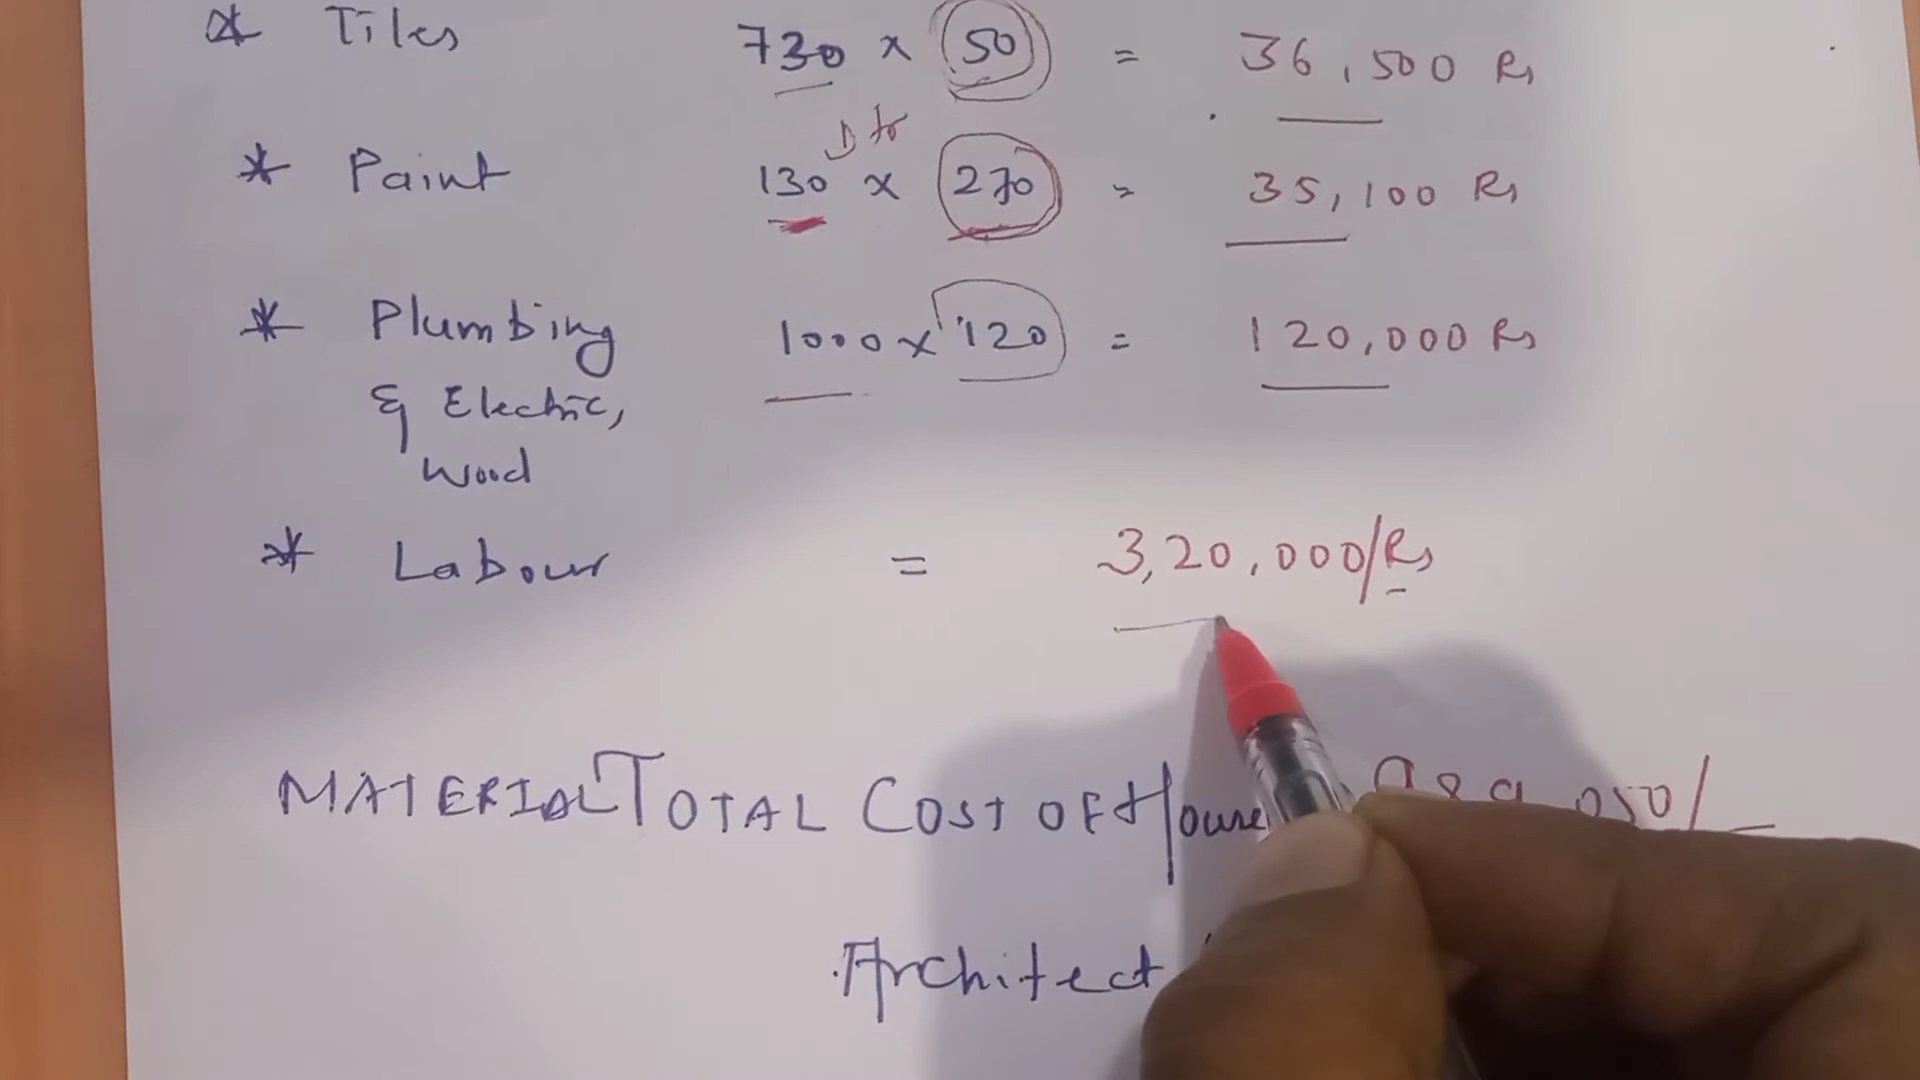 * Tiles 730 x 50 = 36,500 Rs
* Paint 130 x 270 = 35,100 Rs
* Plumbing 1000 x 120 = 120,000 Rs
& Electric,
Wood
* Labour = 3,20,000/Rs
MATERIAL TOTAL COST OF House
Architect